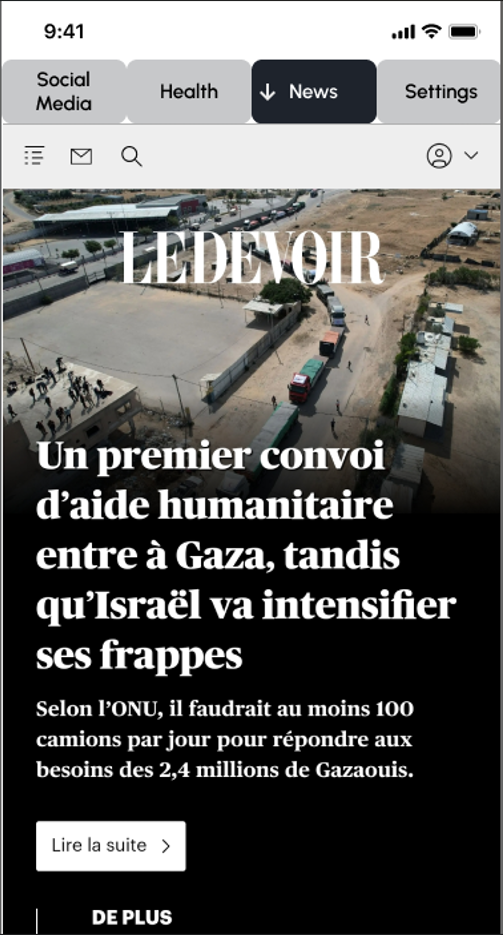 9:41
Social
Media
Health
News
Settings
LE DEVOIR
Un premier convoi
d’aide humanitaire
entre à Gaza, tandis
qu’Israël va intensifier
ses frappes
Selon l’ONU, il faudrait au moins 100
camions par jour pour répondre aux
besoins des 2,4 millions de Gazaouis.
Lire la suite
DE PLUS